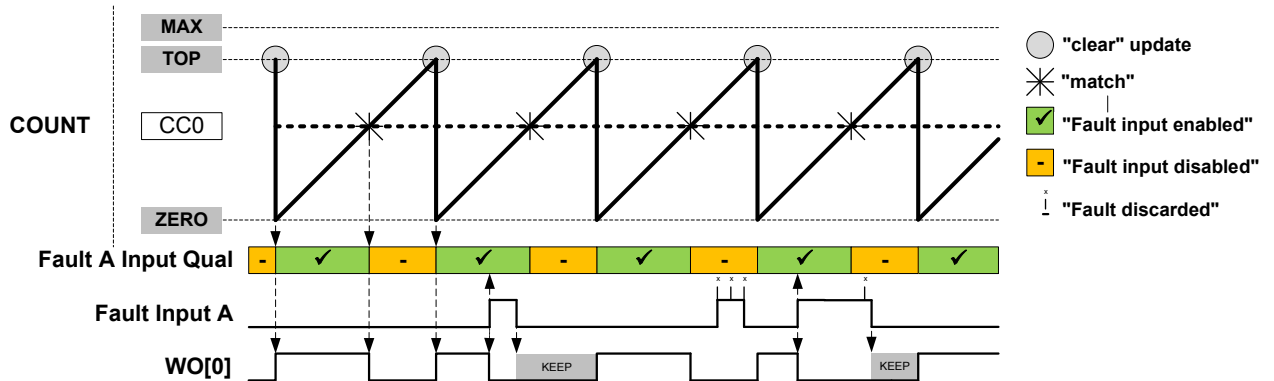 MAX
TOP
COUNT
CC0
ZERO
"clear" update
"match"
"Fault input enabled"
"Fault input disabled"
"Fault discarded"
Fault A Input Qual
- ✓ - ✓ - ✓ - ✓ - ✓
x x x x
Fault Input A
WO[0]
KEEP KEEP
✓
-
x
-